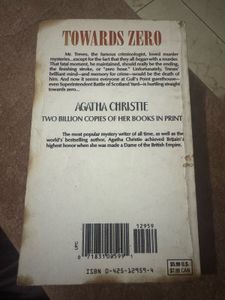 TOWARDS ZERO
Mr. Treves, the famous criminologist, loved murder
mysteries, except for the fact that they all began with a murder.
That fatal moment, he maintained, should really be the ending,
the finishing stroke, or "zero hour." Unfortunately, Treves'
brilliant mind—and memory for crime—would be the death of
him. And now it seems everyone at Gull's Point guesthouse—
even Superintendent Battle of Scotland Yard—is hurtling straight
towards zero...
AGATHA CHRISTIE
TWO BILLION COPIES OF HER BOOKS IN PRINT
The most popular mystery writer of all time, as well as the
world's bestselling author, Agatha Christie achieved Britain's
highest honor when she was made a Dame of the British Empire.
12959
ISBN 0-425-12959-4
$7.99 CAN